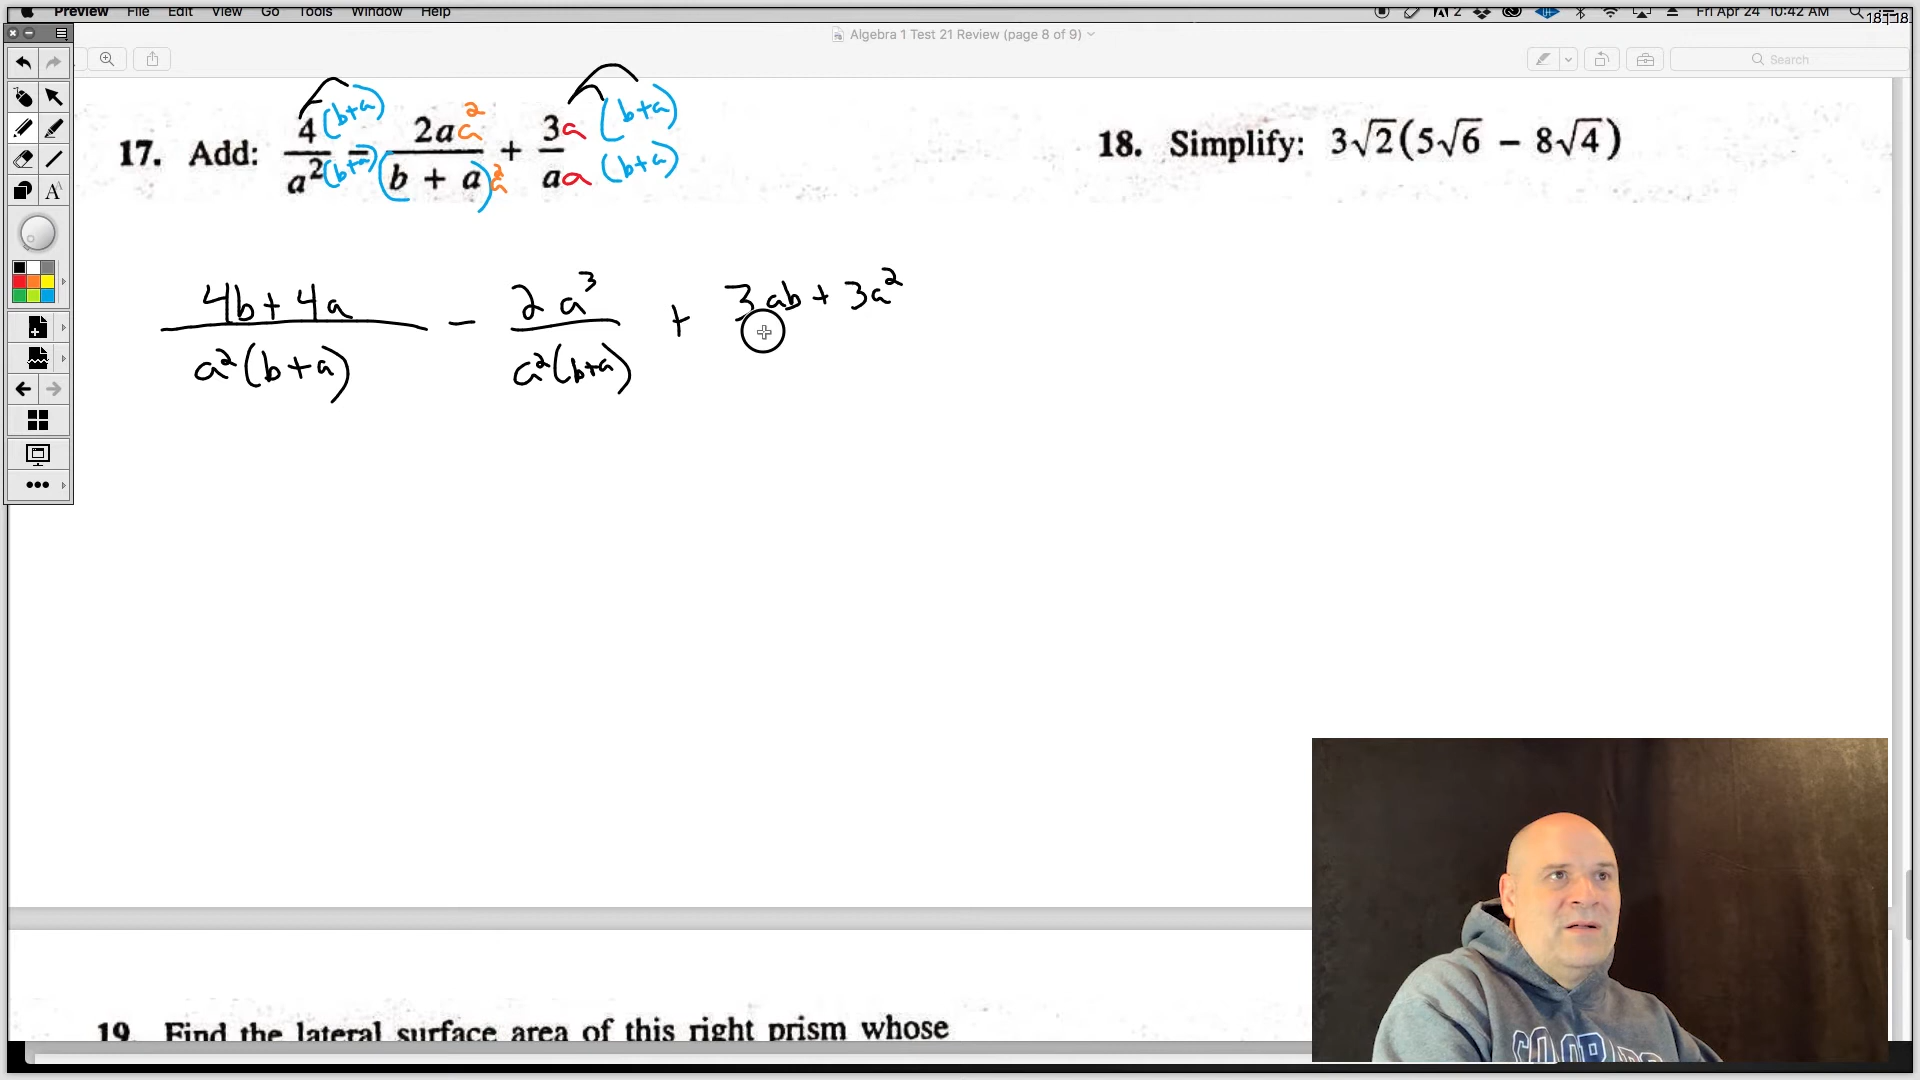 Preview File Edit View Go Tools Window Help 2 Fri Apr 24 10:42 AM 18 18
Algebra 1 Test 21 Review (page 8 of 9)
Search
17. Add: 4(b+a)/a²(b+a) − 2a a²/(b + a)a² + 3a(b+a)/aa(b+a)
18. Simplify: 3√2(5√6 − 8√4)
4b+4a/a²(b+a) − 2a³/a²(b+a) + 3ab+3a²
A
19. Find the lateral surface area of this right prism whose